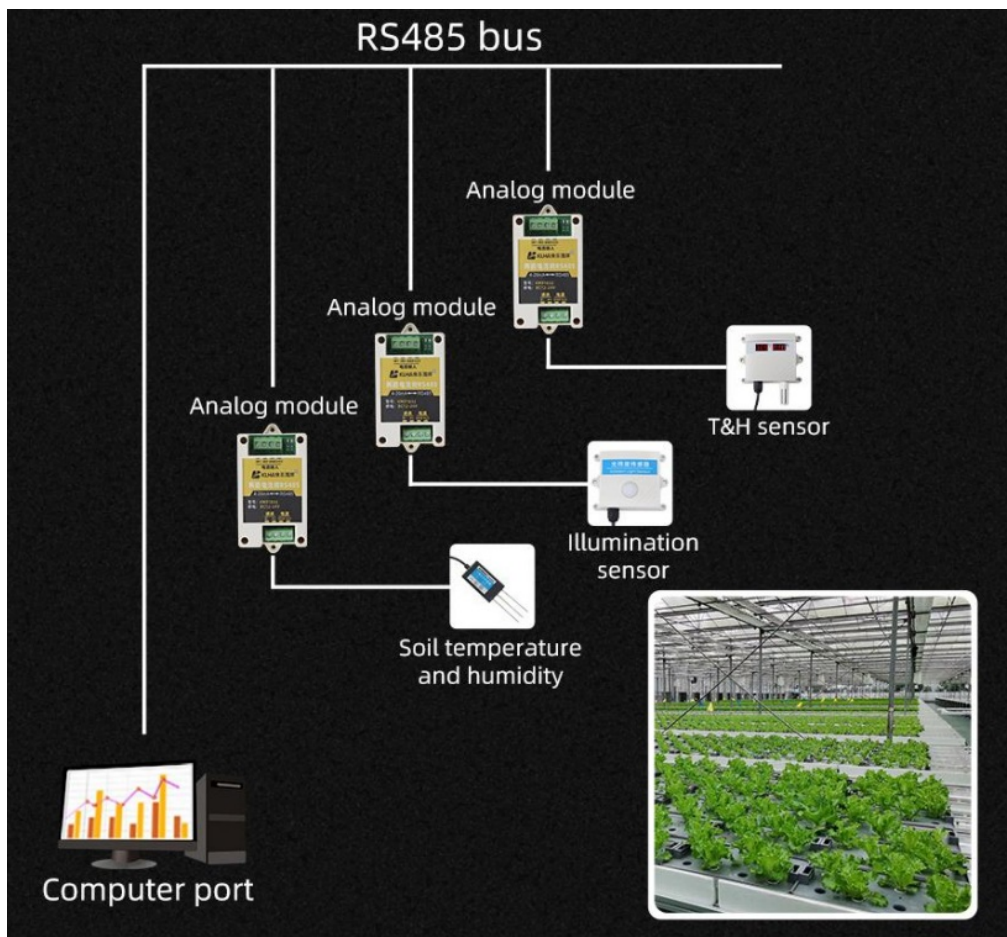 RS485 bus
Analog module
Analog module
Analog module
T&H sensor
Illumination
sensor
Soil temperature
and humidity
Computer port